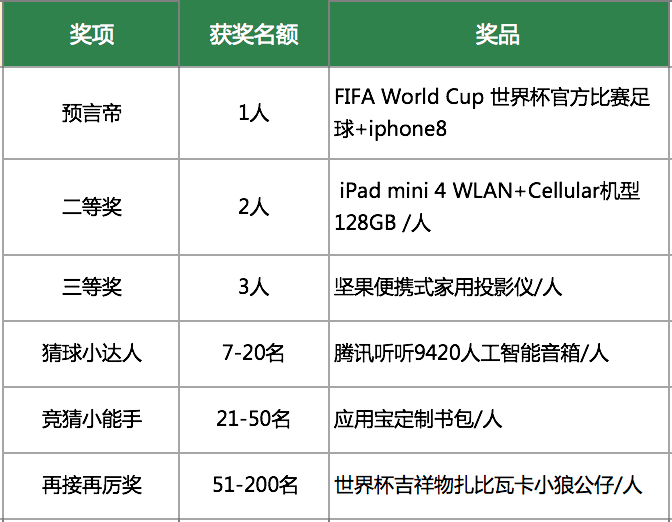 奖项 获奖名额 奖品
预言帝 1人 FIFA World Cup 世界杯官方比赛足
球+iphone8
二等奖 2人 iPad mini 4 WLAN+Cellular机型
128GB /人
三等奖 3人 坚果便携式家用投影仪/人
猜球小达人 7-20名 腾讯听听9420人工智能音箱/人
竞猜小能手 21-50名 应用宝定制书包/人
再接再厉奖 51-200名 世界杯吉祥物扎比瓦卡小狼公仔/人